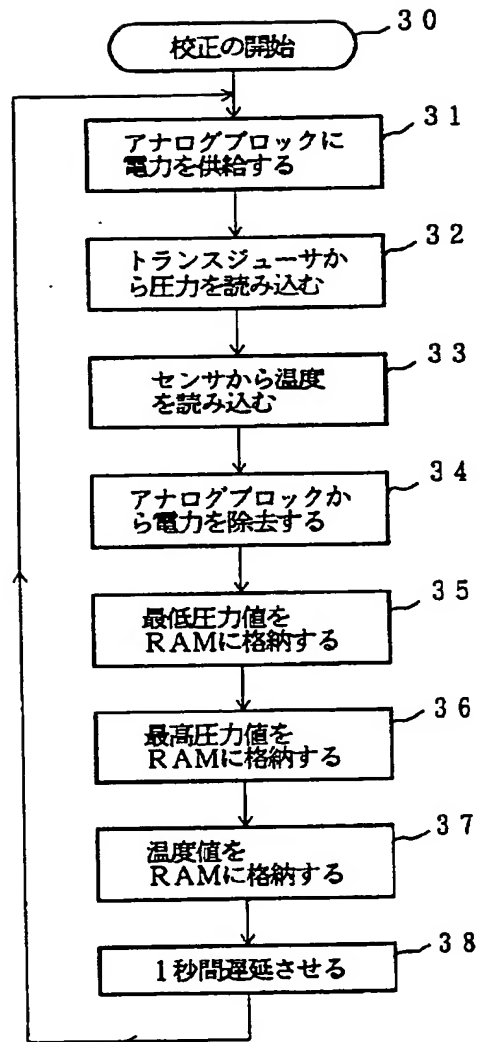 30
校正の開始
31
アナログブロックに
電力を供給する
32
トランスジューサか
ら圧力を読み込む
33
センサから温度
を読み込む
34
アナログブロックか
ら電力を除去する
35
最低圧力値を
RAMに格納する
36
最高圧力値を
RAMに格納する
37
温度値を
RAMに格納する
38
1秒間遅延させる